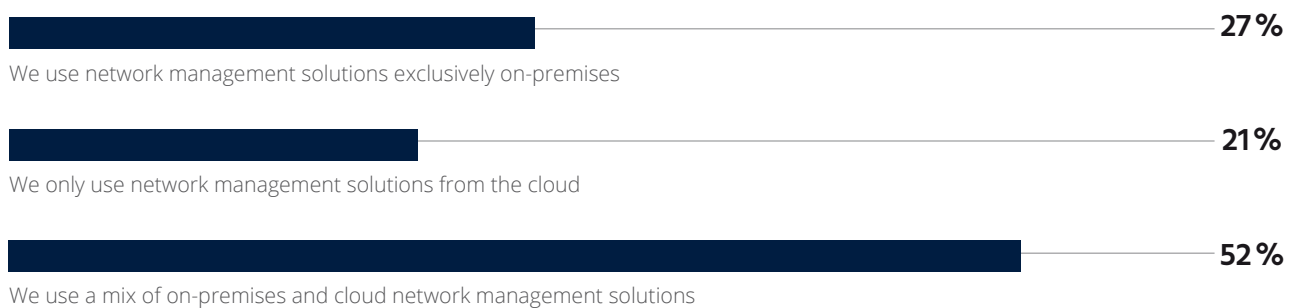 27%
We use network management solutions exclusively on-premises
21%
We only use network management solutions from the cloud
52%
We use a mix of on-premises and cloud network management solutions